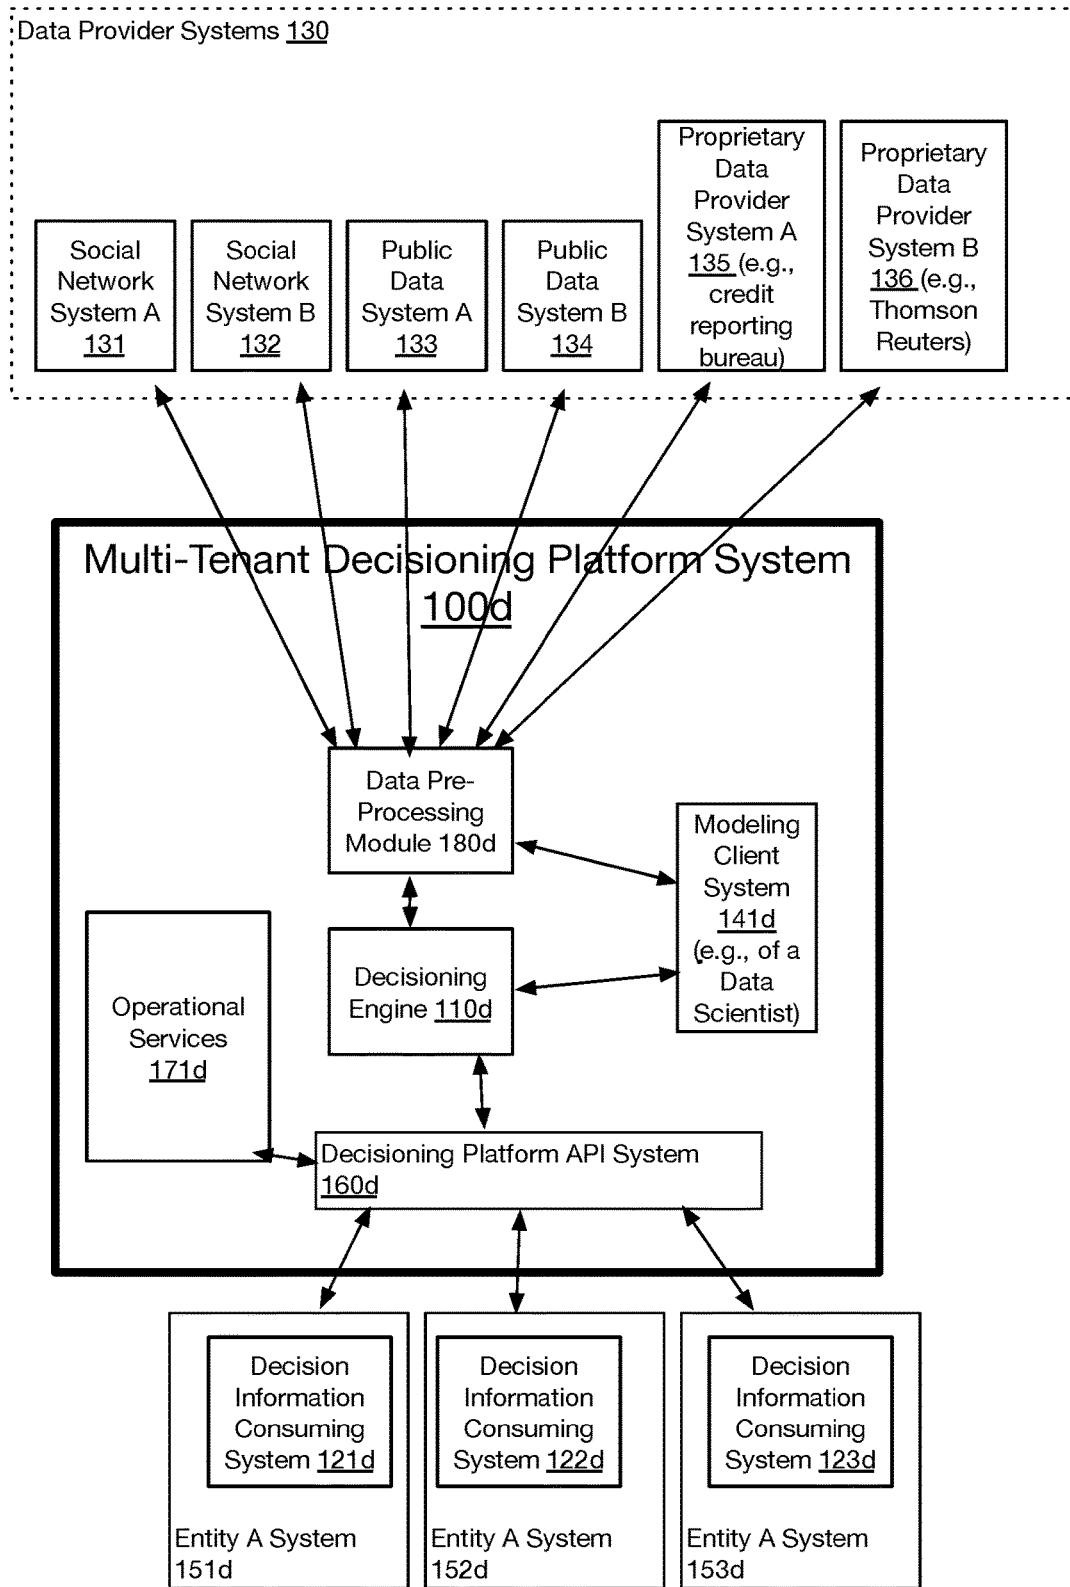 Data Provider Systems 130
Social
Network
System A
131
Social
Network
System B
132
Public
Data
System A
133
Public
Data
System B
134
Proprietary
Data
Provider
System A
135 (e.g.,
credit
reporting
bureau)
Proprietary
Data
Provider
System B
136 (e.g.,
Thomson
Reuters)
Multi-Tenant Decisioning Platform System
100d
Data Pre-
Processing
Module 180d
Modeling
Client
System
141d
(e.g., of a
Data
Scientist)
Decisioning
Engine 110d
Operational
Services
171d
Decisioning Platform API System
160d
Decision
Information
Consuming
System 121d
Entity A System
151d
Decision
Information
Consuming
System 122d
Entity A System
152d
Decision
Information
Consuming
System 123d
Entity A System
153d